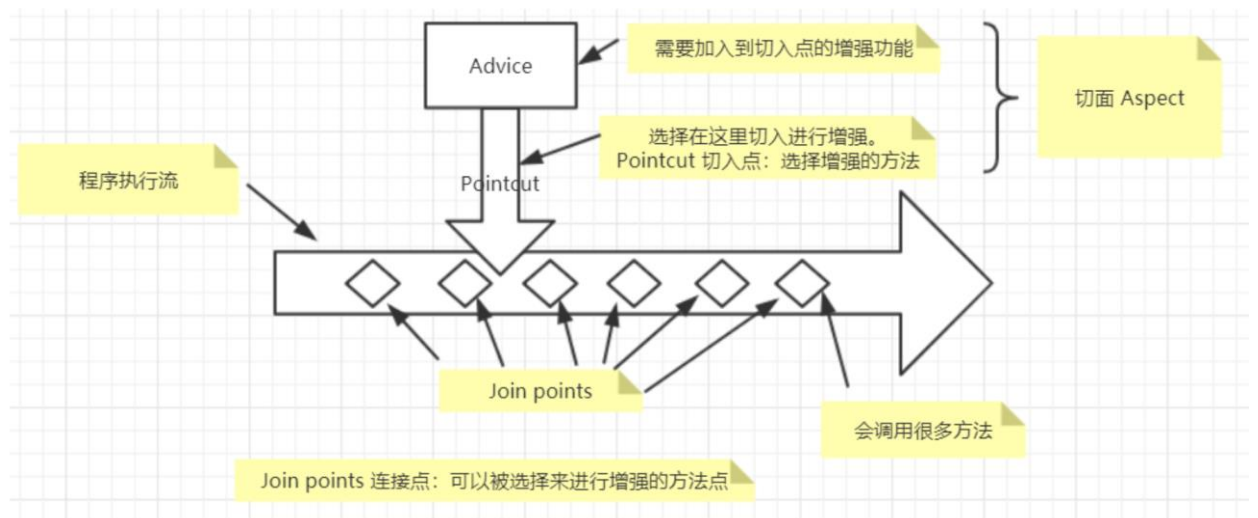 Advice
需要加入到切入点的增强功能
切面 Aspect
选择在这里切入进行增强。
Pointcut 切入点：选择增强的方法
程序执行流
Pointcut
Join points
会调用很多方法
Join points 连接点：可以被选择来进行增强的方法点